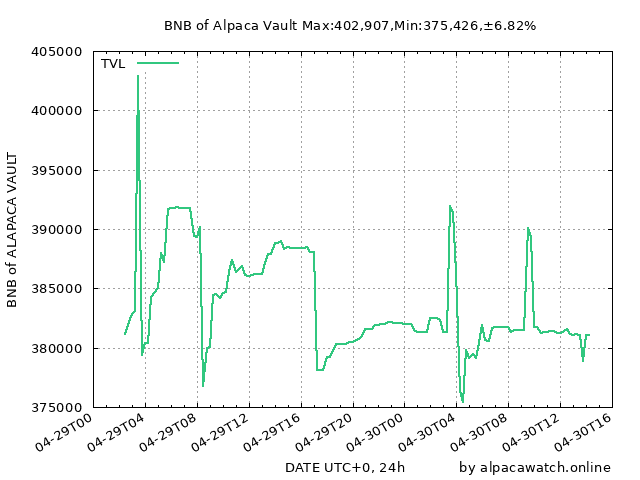 BNB of Alpaca Vault Max:402,907,Min:375,426,±6.82%
TVL
405000
400000
395000
390000
385000
380000
375000
BNB of ALAPACA VAULT
04-29T00
04-29T04
04-29T08
04-29T12
04-29T16
04-29T20
04-30T00
04-30T04
04-30T08
04-30T12
04-30T16
DATE UTC+0, 24h
by alpacawatch.online